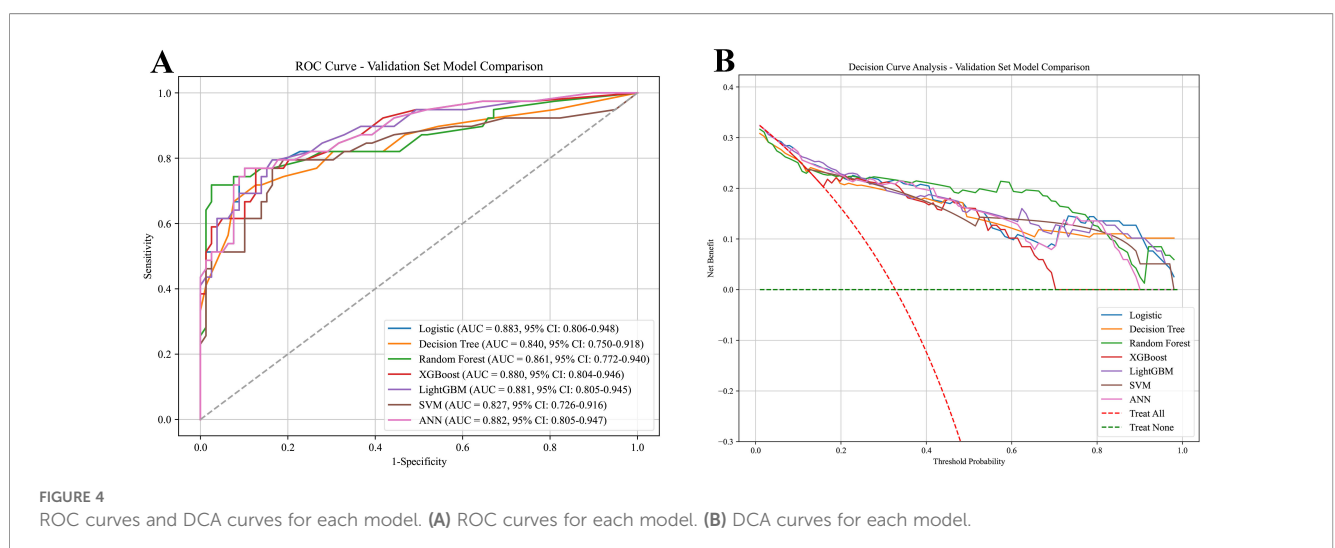 A
ROC Curve - Validation Set Model Comparison
Sensitivity
1.0
0.8
0.6
0.4
0.2
0.0
0.0 0.2 0.4 0.6 0.8 1.0
1-Specificity
Logistic (AUC = 0.883, 95% CI: 0.806-0.948)
Decision Tree (AUC = 0.840, 95% CI: 0.750-0.918)
Random Forest (AUC = 0.861, 95% CI: 0.772-0.940)
XGBoost (AUC = 0.880, 95% CI: 0.804-0.946)
LightGBM (AUC = 0.881, 95% CI: 0.805-0.945)
SVM (AUC = 0.827, 95% CI: 0.726-0.916)
ANN (AUC = 0.882, 95% CI: 0.805-0.947)
B
Decision Curve Analysis - Validation Set Model Comparison
Net Benefit
0.4
0.3
0.2
0.1
0.0
−0.1
−0.2
−0.3
0.0 0.2 0.4 0.6 0.8 1.0
Threshold Probability
Logistic
Decision Tree
Random Forest
XGBoost
LightGBM
SVM
ANN
Treat All
Treat None
FIGURE 4
ROC curves and DCA curves for each model. (A) ROC curves for each model. (B) DCA curves for each model.